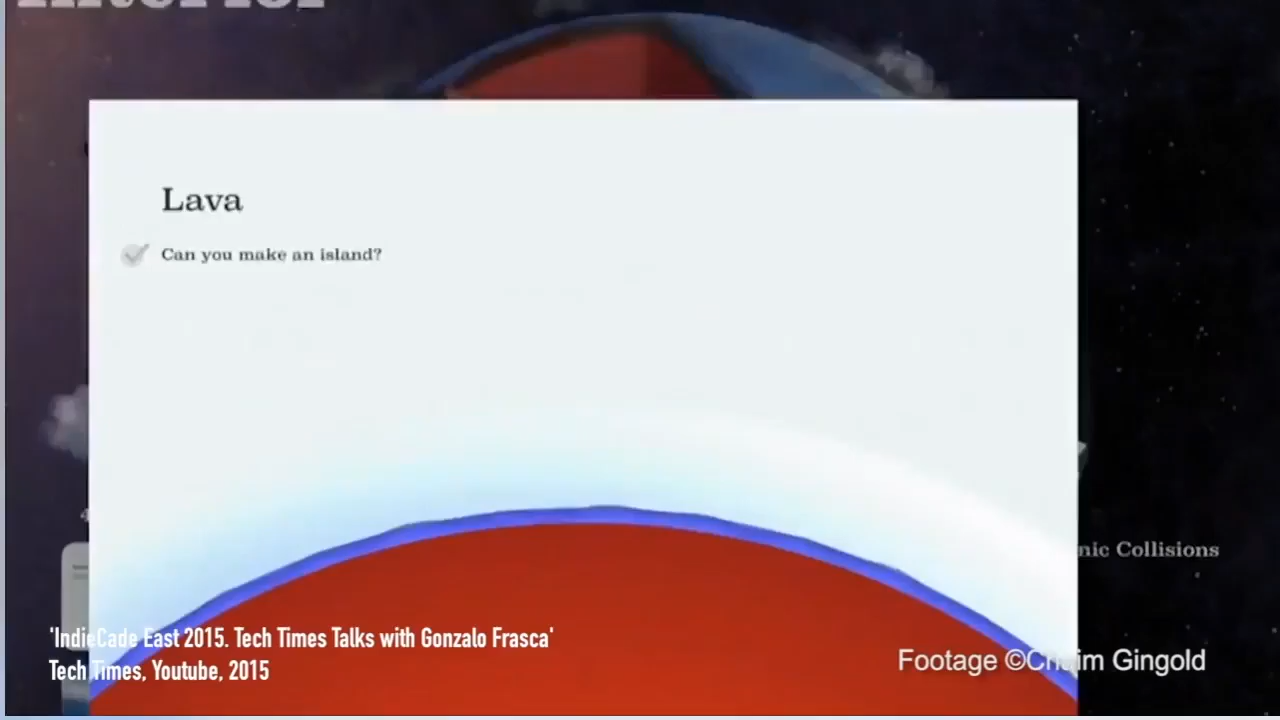 Lava
Can you make an island?
nic Collisions
'IndieCade East 2015. Tech Times Talks with Gonzalo Frasca'
Tech Times, Youtube, 2015
Footage ©Chaim Gingold